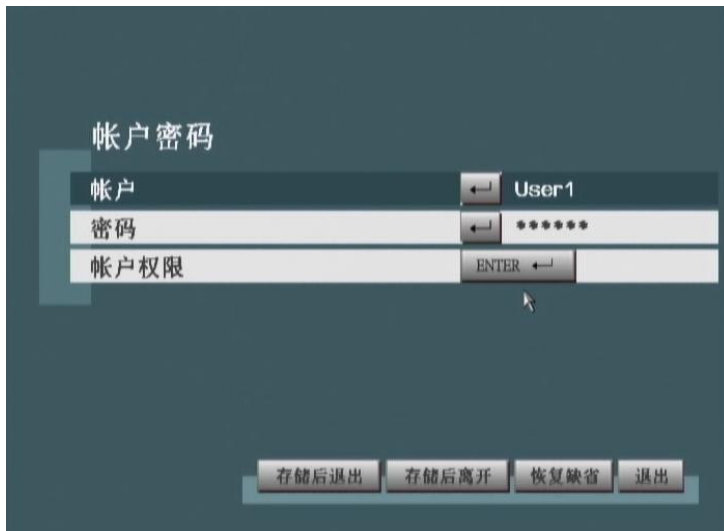 帐户密码
帐户 User1
密码 ******
帐户权限 ENTER
存储后退出 存储后离开 恢复缺省 退出